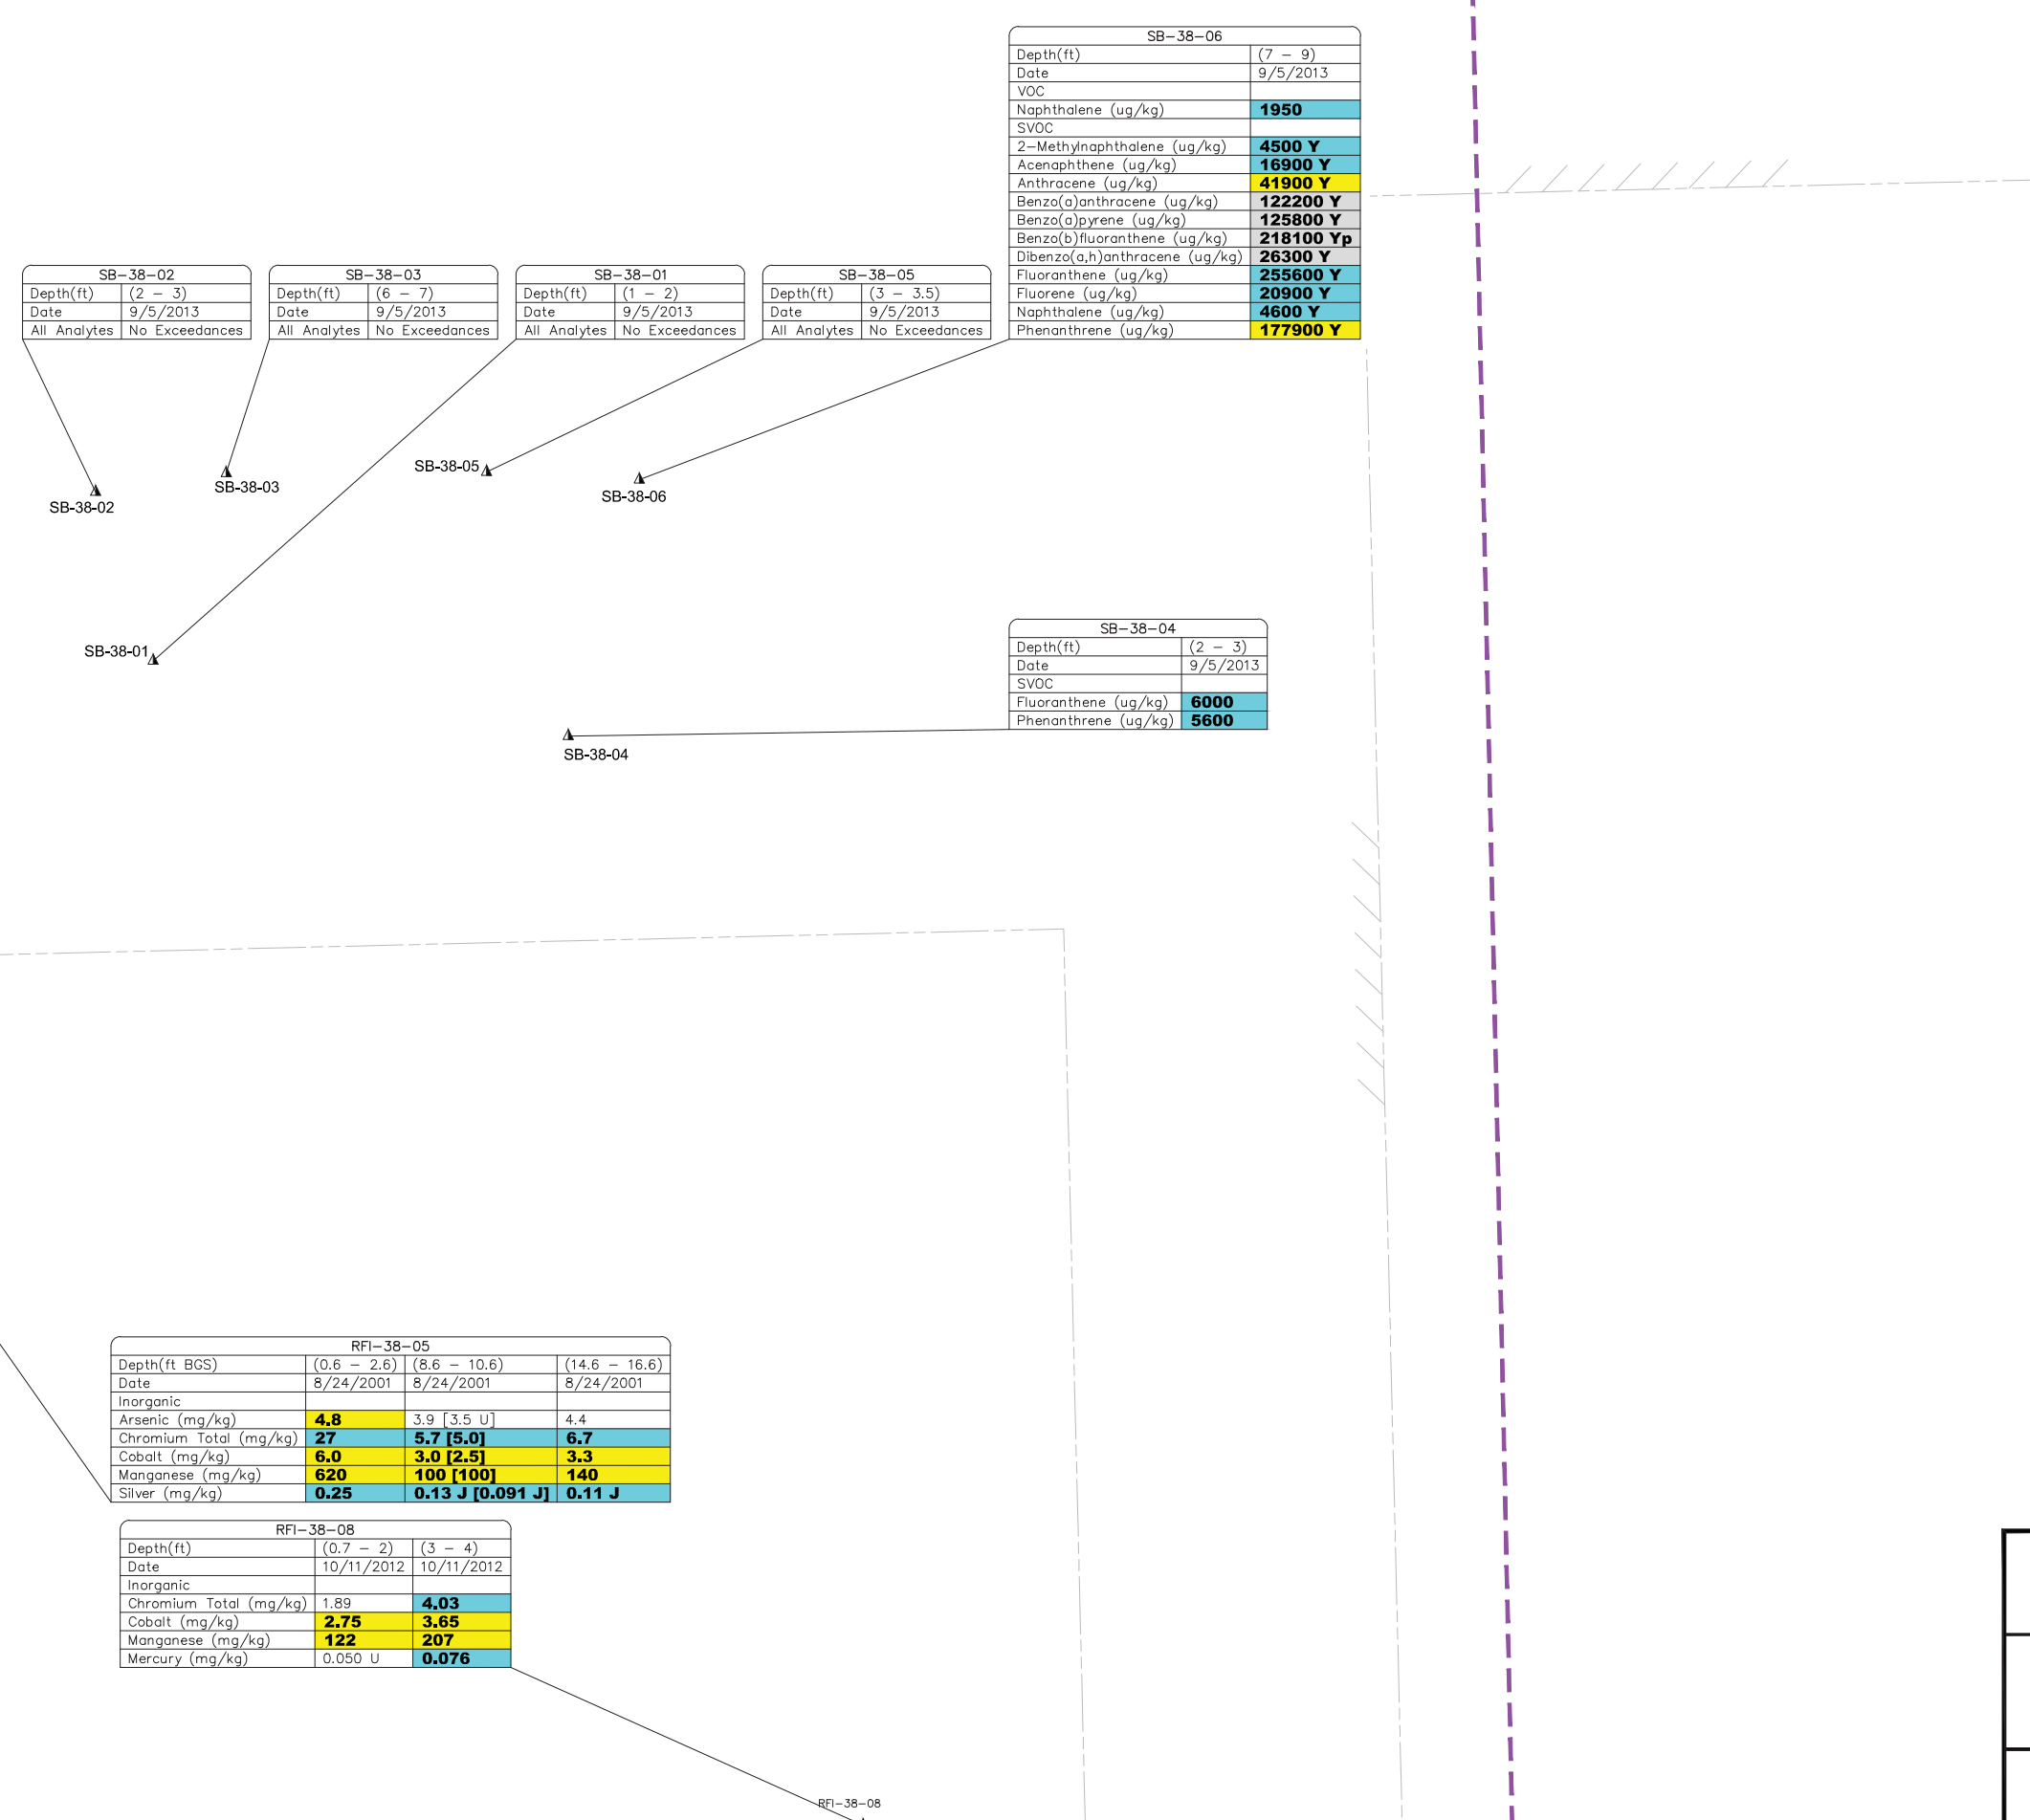 SB-38-06
Depth(ft) (7 - 9)
Date 9/5/2013
VOC
Naphthalene (ug/kg) 1950
SVOC
2-Methylnaphthalene (ug/kg) 4500 Y
Acenaphthene (ug/kg) 16900 Y
Anthracene (ug/kg) 41900 Y
Benzo(a)anthracene (ug/kg) 122200 Y
Benzo(a)pyrene (ug/kg) 125800 Y
Benzo(b)fluoranthene (ug/kg) 218100 Yp
Dibenzo(a,h)anthracene (ug/kg) 26300 Y
Fluoranthene (ug/kg) 255600 Y
Fluorene (ug/kg) 20900 Y
Naphthalene (ug/kg) 4600 Y
Phenanthrene (ug/kg) 177900 Y
SB-38-02
Depth(ft) (2 - 3)
Date 9/5/2013
All Analytes No Exceedances
SB-38-03
Depth(ft) (6 - 7)
Date 9/5/2013
All Analytes No Exceedances
SB-38-01
Depth(ft) (1 - 2)
Date 9/5/2013
All Analytes No Exceedances
SB-38-05
Depth(ft) (3 - 3.5)
Date 9/5/2013
All Analytes No Exceedances
SB-38-05
SB-38-03
SB-38-06
SB-38-02
SB-38-01
SB-38-04
Depth(ft) (2 - 3)
Date 9/5/2013
SVOC
Fluoranthene (ug/kg) 6000
Phenanthrene (ug/kg) 5600
SB-38-04
RFI-38-05
Depth(ft BGS) (0.6 - 2.6) (8.6 - 10.6) (14.6 - 16.6)
Date 8/24/2001 8/24/2001 8/24/2001
Inorganic
Arsenic (mg/kg) 4.8 3.9 [3.5 U] 4.4
Chromium Total (mg/kg) 27 5.7 [5.0] 6.7
Cobalt (mg/kg) 6.0 3.0 [2.5] 3.3
Manganese (mg/kg) 620 100 [100] 140
Silver (mg/kg) 0.25 0.13 J [0.091 J] 0.11 J
RFI-38-08
Depth(ft) (0.7 - 2) (3 - 4)
Date 10/11/2012 10/11/2012
Inorganic
Chromium Total (mg/kg) 1.89 4.03
Cobalt (mg/kg) 2.75 3.65
Manganese (mg/kg) 122 207
Mercury (mg/kg) 0.050 U 0.076
RFI-38-08